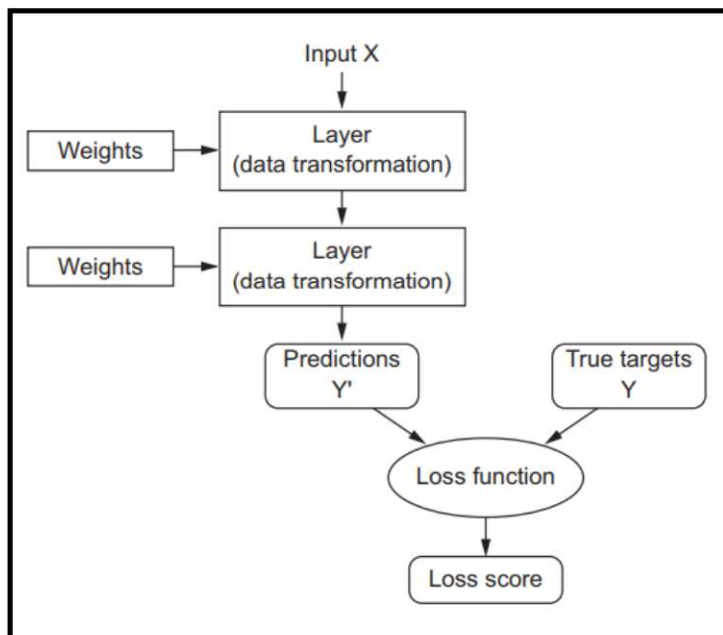 Input X
Weights
Layer
(data transformation)
Weights
Layer
(data transformation)
Predictions
Y'
True targets
Y
Loss function
Loss score